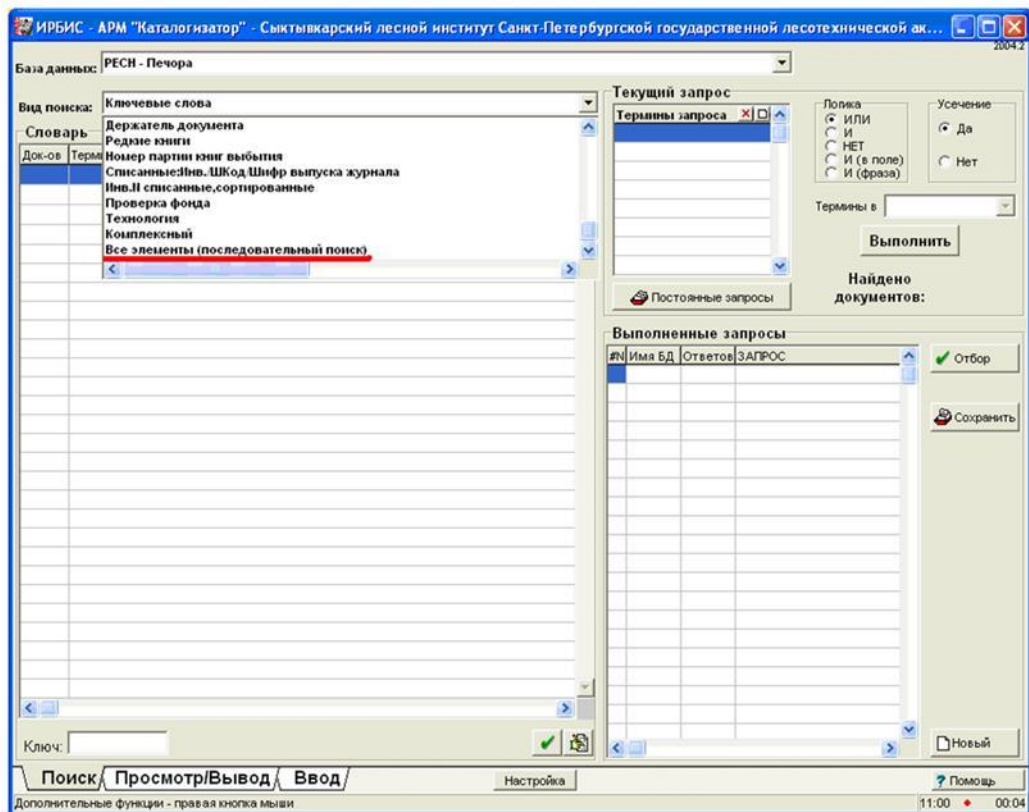 ИРБИС - АРМ "Каталогизатор" - Сыктывкарский лесной институт Санкт-Петербургской государственной лесотехнической ак...
2004.2
База данных: PECH - Печора
Вид поиска: Ключевые слова
Словарь
Док-ов Терм
Держатель документа
Редкие книги
Номер партии книг выбытия
Списанные:Инв./ШКод/Шифр выпуска журнала
Инв.N списанные,сортированные
Проверка фонда
Технология
Комплексный
Все элементы (последовательный поиск)
Ключ:
Текущий запрос
Термины запроса
Логика
ИЛИ
И
НЕТ
И (в поле)
И (фраза)
Усечение
Да
Нет
Термины в
Выполнить
Постоянные запросы
Найдено
документов:
Выполненные запросы
#N Имя БД Ответов ЗАПРОС
Отбор
Сохранить
Новый
Поиск Просмотр/Вывод Ввод
Настройка
? Помощь
Дополнительные функции - правая кнопка мыши
11:00 00:04